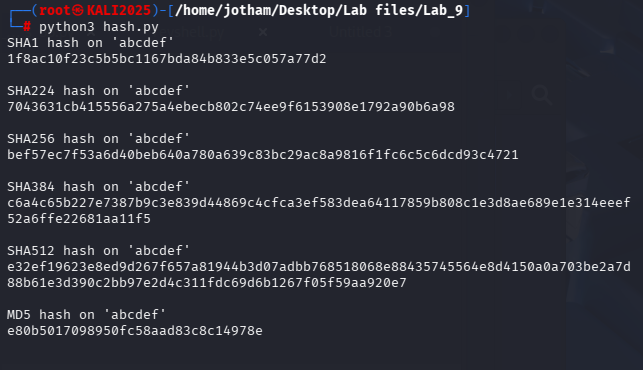 ┌──(root㉿KALI2025)-[/home/jotham/Desktop/Lab files/Lab_9]
└─# python3 hash.py
SHA1 hash on 'abcdef'
1f8ac10f23c5b5bc1167bda84b833e5c057a77d2
SHA224 hash on 'abcdef'
7043631cb415556a275a4ebecb802c74ee9f6153908e1792a90b6a98
SHA256 hash on 'abcdef'
bef57ec7f53a6d40beb640a780a639c83bc29ac8a9816f1fc6c5c6dcd93c4721
SHA384 hash on 'abcdef'
c6a4c65b227e7387b9c3e839d44869c4cfca3ef583dea64117859b808c1e3d8ae689e1e314eeef
52a6ffe22681aa11f5
SHA512 hash on 'abcdef'
e32ef19623e8ed9d267f657a81944b3d07adbb768518068e88435745564e8d4150a0a703be2a7d
88b61e3d390c2bb97e2d4c311fdc69d6b1267f05f59aa920e7
MD5 hash on 'abcdef'
e80b5017098950fc58aad83c8c14978e